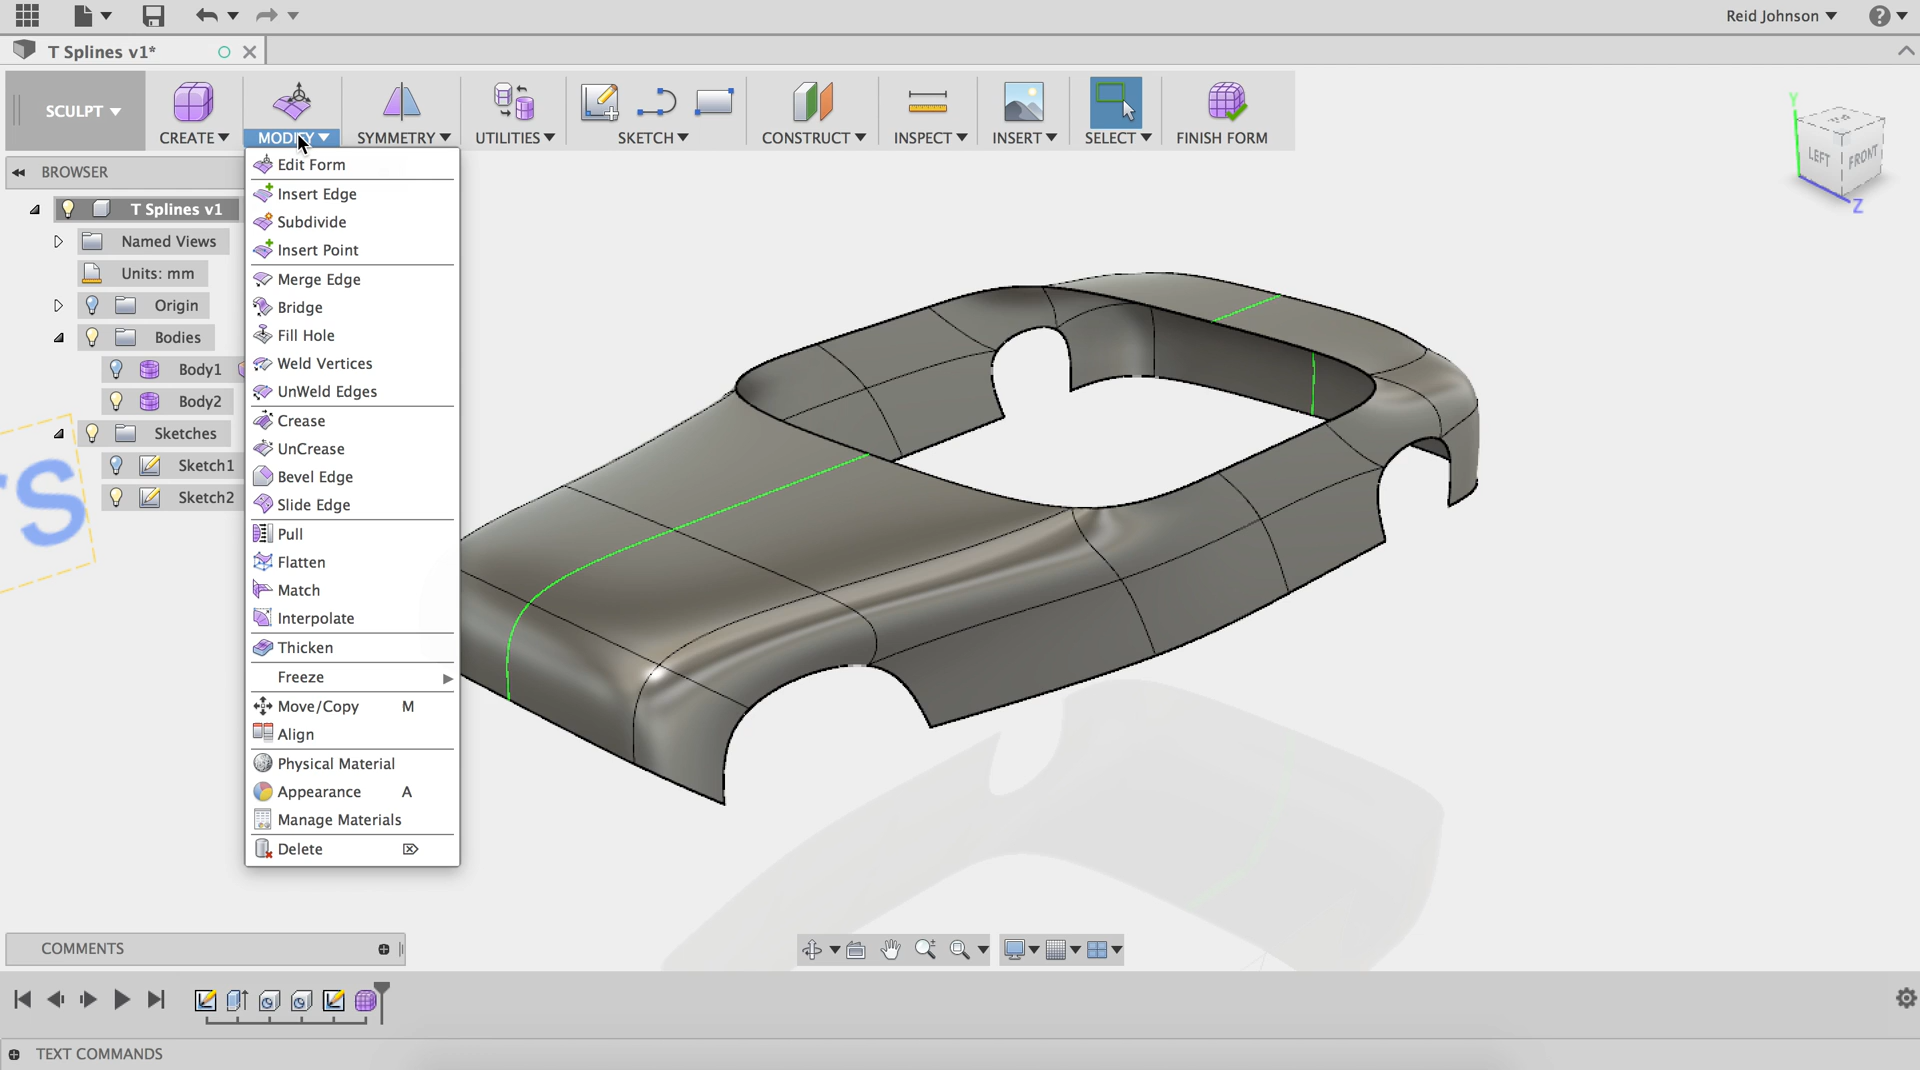 Reid Johnson
T Splines v1*
SCULPT
CREATE
MODIFY
SYMMETRY
UTILITIES
SKETCH
CONSTRUCT
INSPECT
INSERT
SELECT
FINISH FORM
BROWSER
T Splines v1
Named Views
Units: mm
Origin
Bodies
Body1
Body2
Sketches
Sketch1
Sketch2
Edit Form
Insert Edge
Subdivide
Insert Point
Merge Edge
Bridge
Fill Hole
Weld Vertices
UnWeld Edges
Crease
UnCrease
Bevel Edge
Slide Edge
Pull
Flatten
Match
Interpolate
Thicken
Freeze
Move/Copy M
Align
Physical Material
Appearance A
Manage Materials
Delete
Y
LEFT
FRONT
Z
S
COMMENTS
TEXT COMMANDS